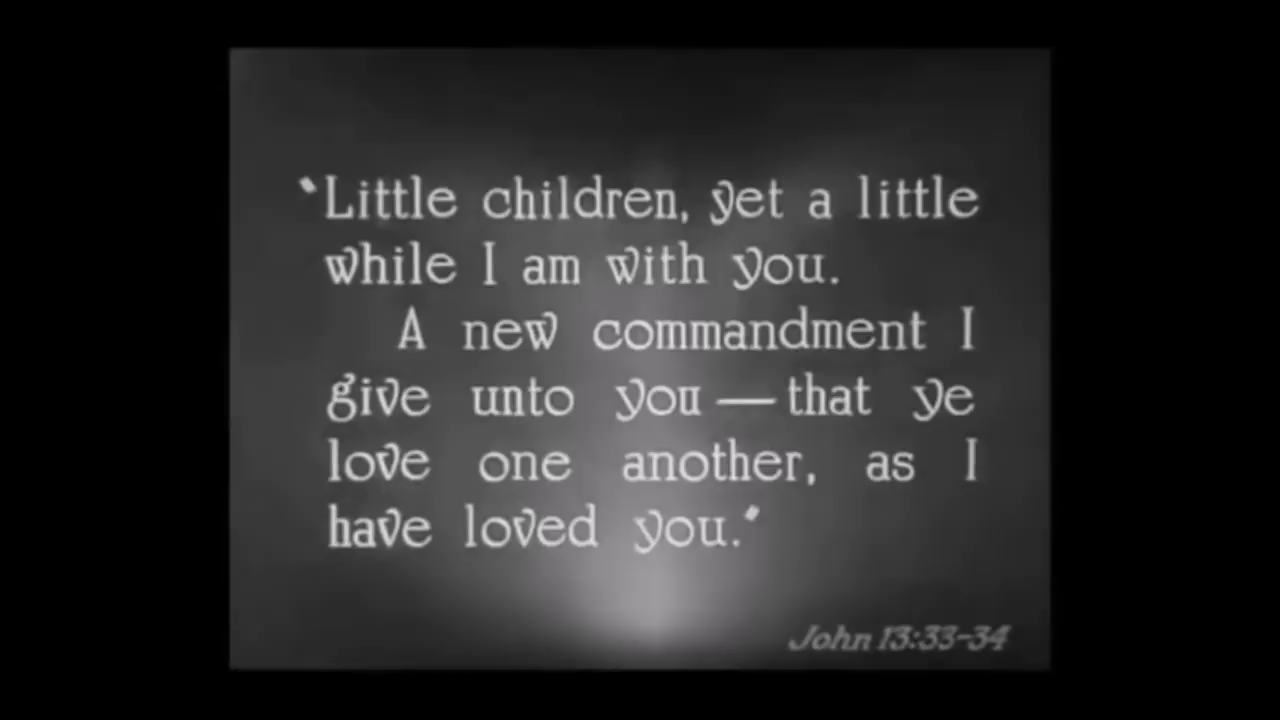 "Little children, yet a little
while I am with you.
A new commandment I
give unto you — that ye
love one another, as I
have loved you."
John 13:33-34